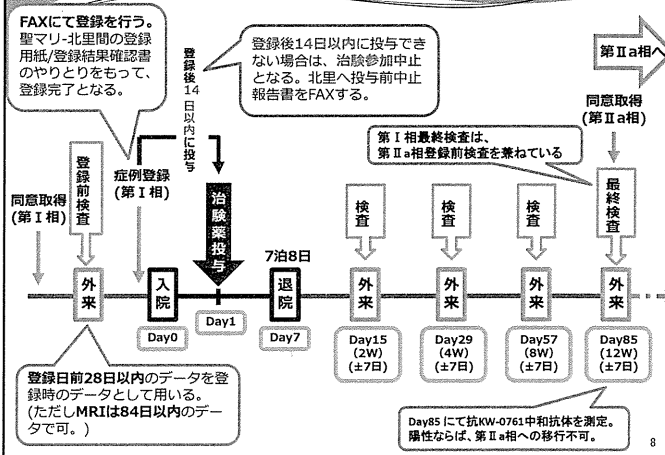 FAXにて登録を行う。
聖マリ-北里間の登録
用紙/登録結果確認書
のやりとりをもって、
登録完了となる。
登録後14日以内に投与
登録後14日以内に投与でき
ない場合は、治験参加中止
となる。北里へ投与前中止
報告書をFAXする。
第Ⅱa相へ
同意取得
(第Ⅱa相)
第Ⅰ相最終検査は、
第Ⅱa相登録前検査を兼ねている
同意取得
(第Ⅰ相)
登録前検査
症例登録
(第Ⅰ相)
治験薬投与
検査
検査
検査
最終検査
7泊8日
外来
入院
退院
外来
外来
外来
外来
Day0
Day1
Day7
Day15
(2W)
(±7日)
Day29
(4W)
(±7日)
Day57
(8W)
(±7日)
Day85
(12W)
(±7日)
登録日前28日以内のデータを登
録時のデータとして用いる。
(ただしMRIは84日以内のデー
タで可。)
Day85 にて抗KW-0761中和抗体を測定。
陽性ならば、第Ⅱa相への移行不可。
8